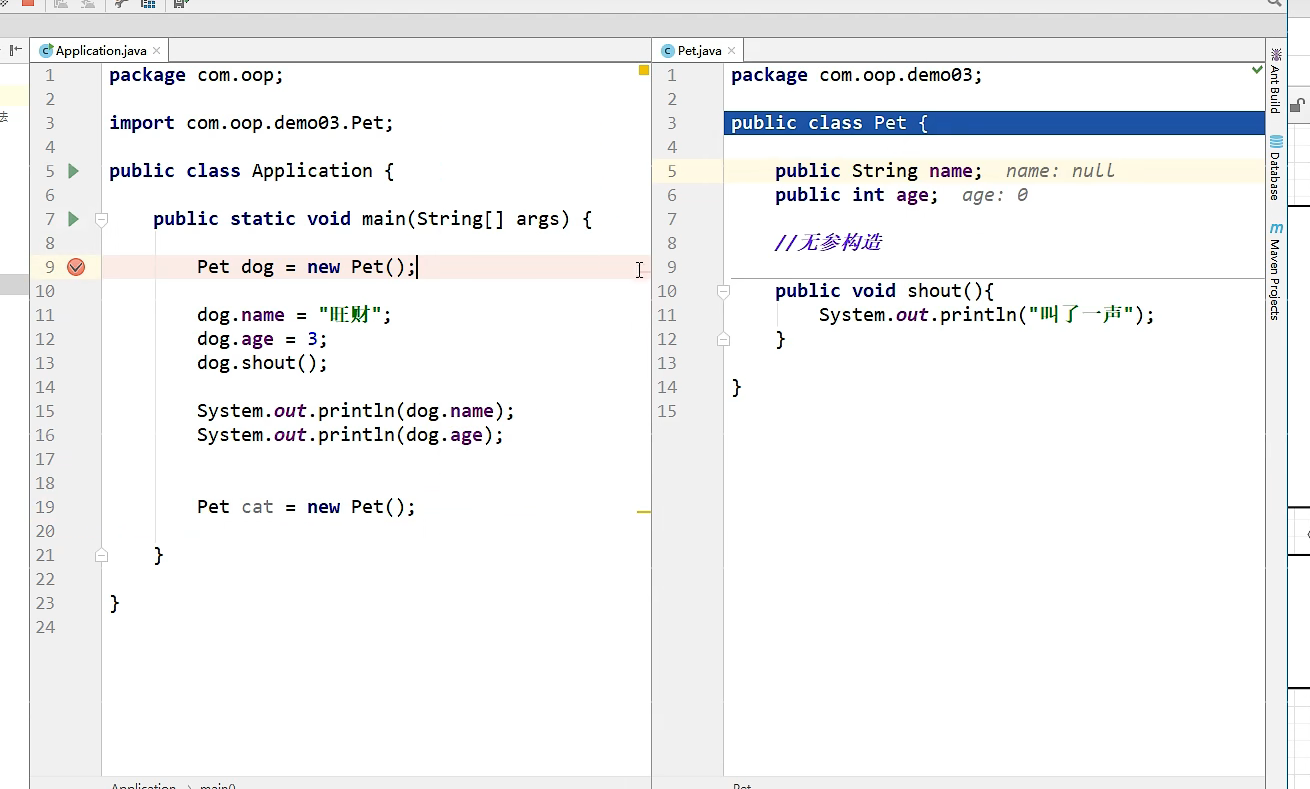 Application.java
1 package com.oop;
2
3 import com.oop.demo03.Pet;
4
5 public class Application {
6
7 public static void main(String[] args) {
8
9 Pet dog = new Pet();
10
11 dog.name = "旺财";
12 dog.age = 3;
13 dog.shout();
14
15 System.out.println(dog.name);
16 System.out.println(dog.age);
17
18
19 Pet cat = new Pet();
20
21 }
22
23 }
24
Pet.java
1 package com.oop.demo03;
2
3 public class Pet {
4
5 public String name; name: null
6 public int age; age: 0
7
8 //无参构造
9
10 public void shout(){
11 System.out.println("叫了一声");
12 }
13
14 }
15
Ant Build
Database
m Maven Projects
法
Application
main()
Pet